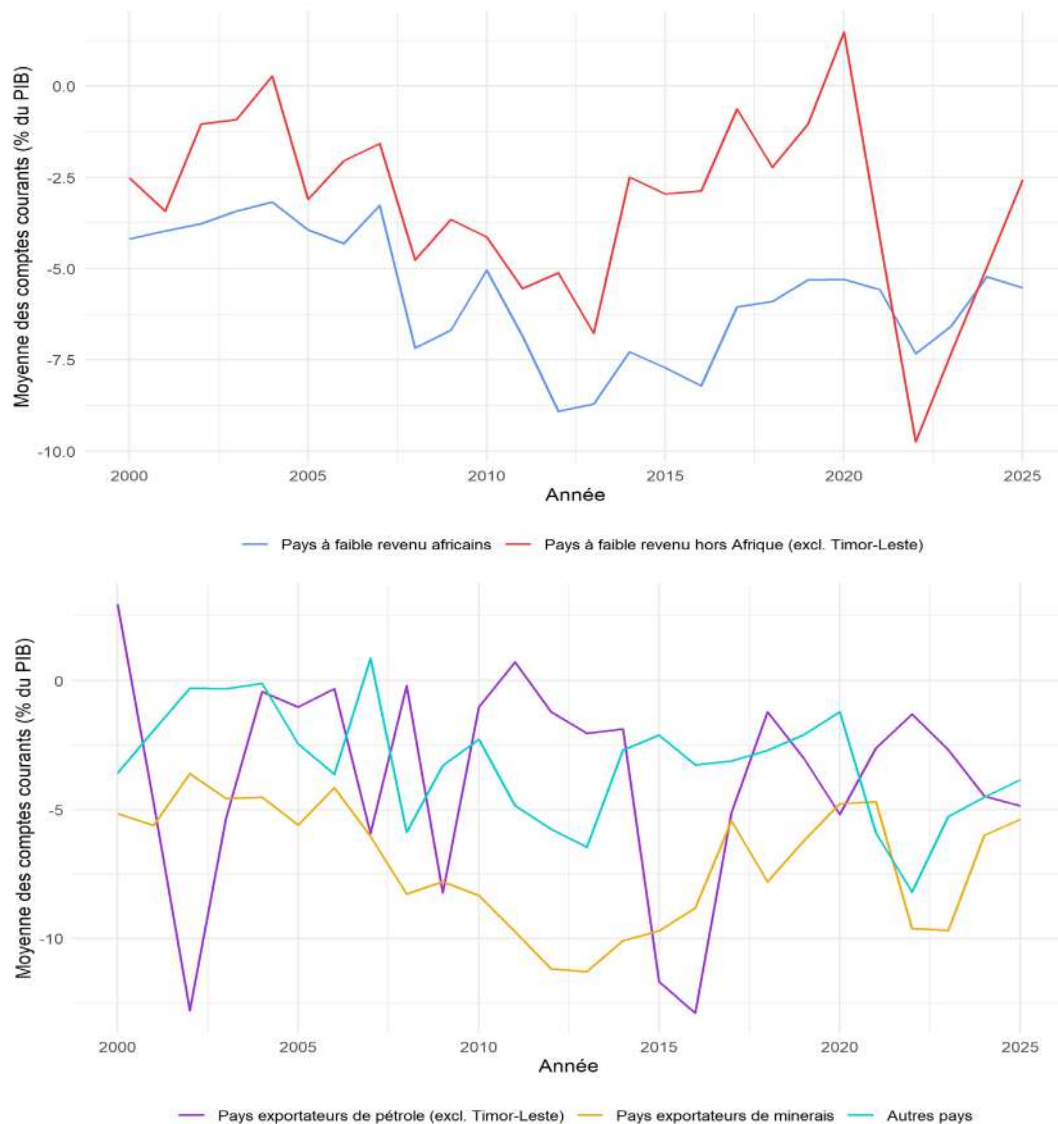 Moyenne des comptes courants (% du PIB)
0.0
-2.5
-5.0
-7.5
-10.0
2000 2005 2010 2015 2020 2025
Année
Pays à faible revenu africains Pays à faible revenu hors Afrique (excl. Timor-Leste)
Moyenne des comptes courants (% du PIB)
0
-5
-10
2000 2005 2010 2015 2020 2025
Année
Pays exportateurs de pétrole (excl. Timor-Leste) Pays exportateurs de minerais Autres pays